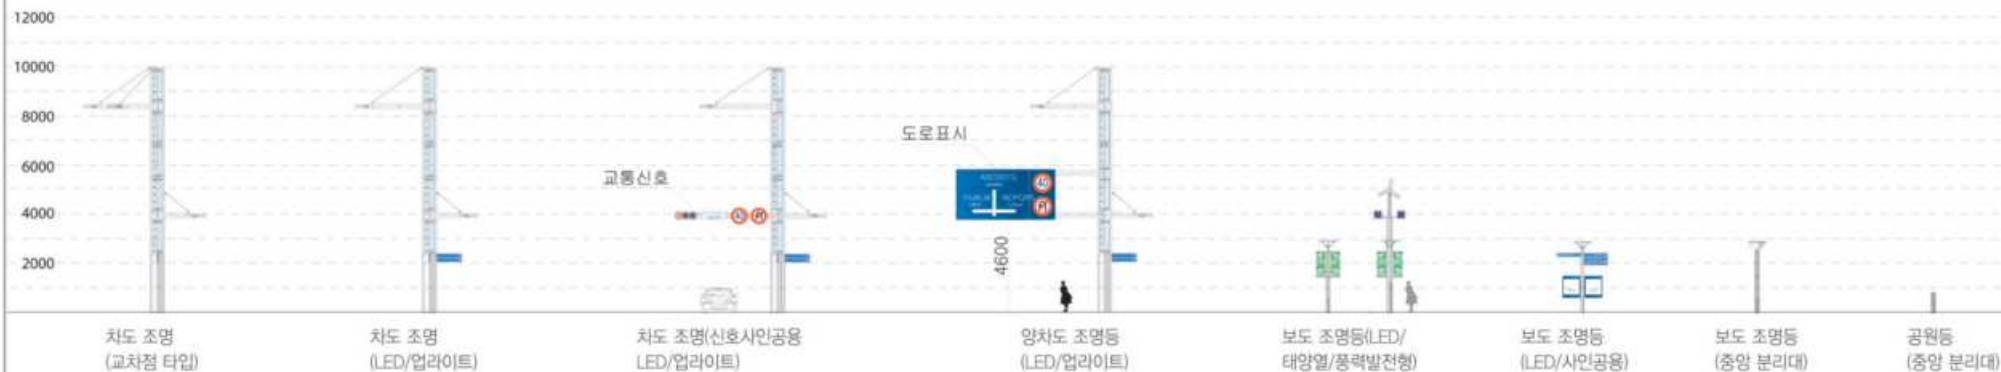 12000
10000
8000
6000
4000
2000
교통신호
도로표시
40
4600
차도 조명
(교차점 타입)
차도 조명
(LED/업라이트)
차도 조명(신호사인공용
LED/업라이트)
양차도 조명등
(LED/업라이트)
보도 조명등(LED/
태양열/풍력발전형)
보도 조명등
(LED/사인공용)
보도 조명등
(중앙 분리대)
공원등
(중앙 분리대)